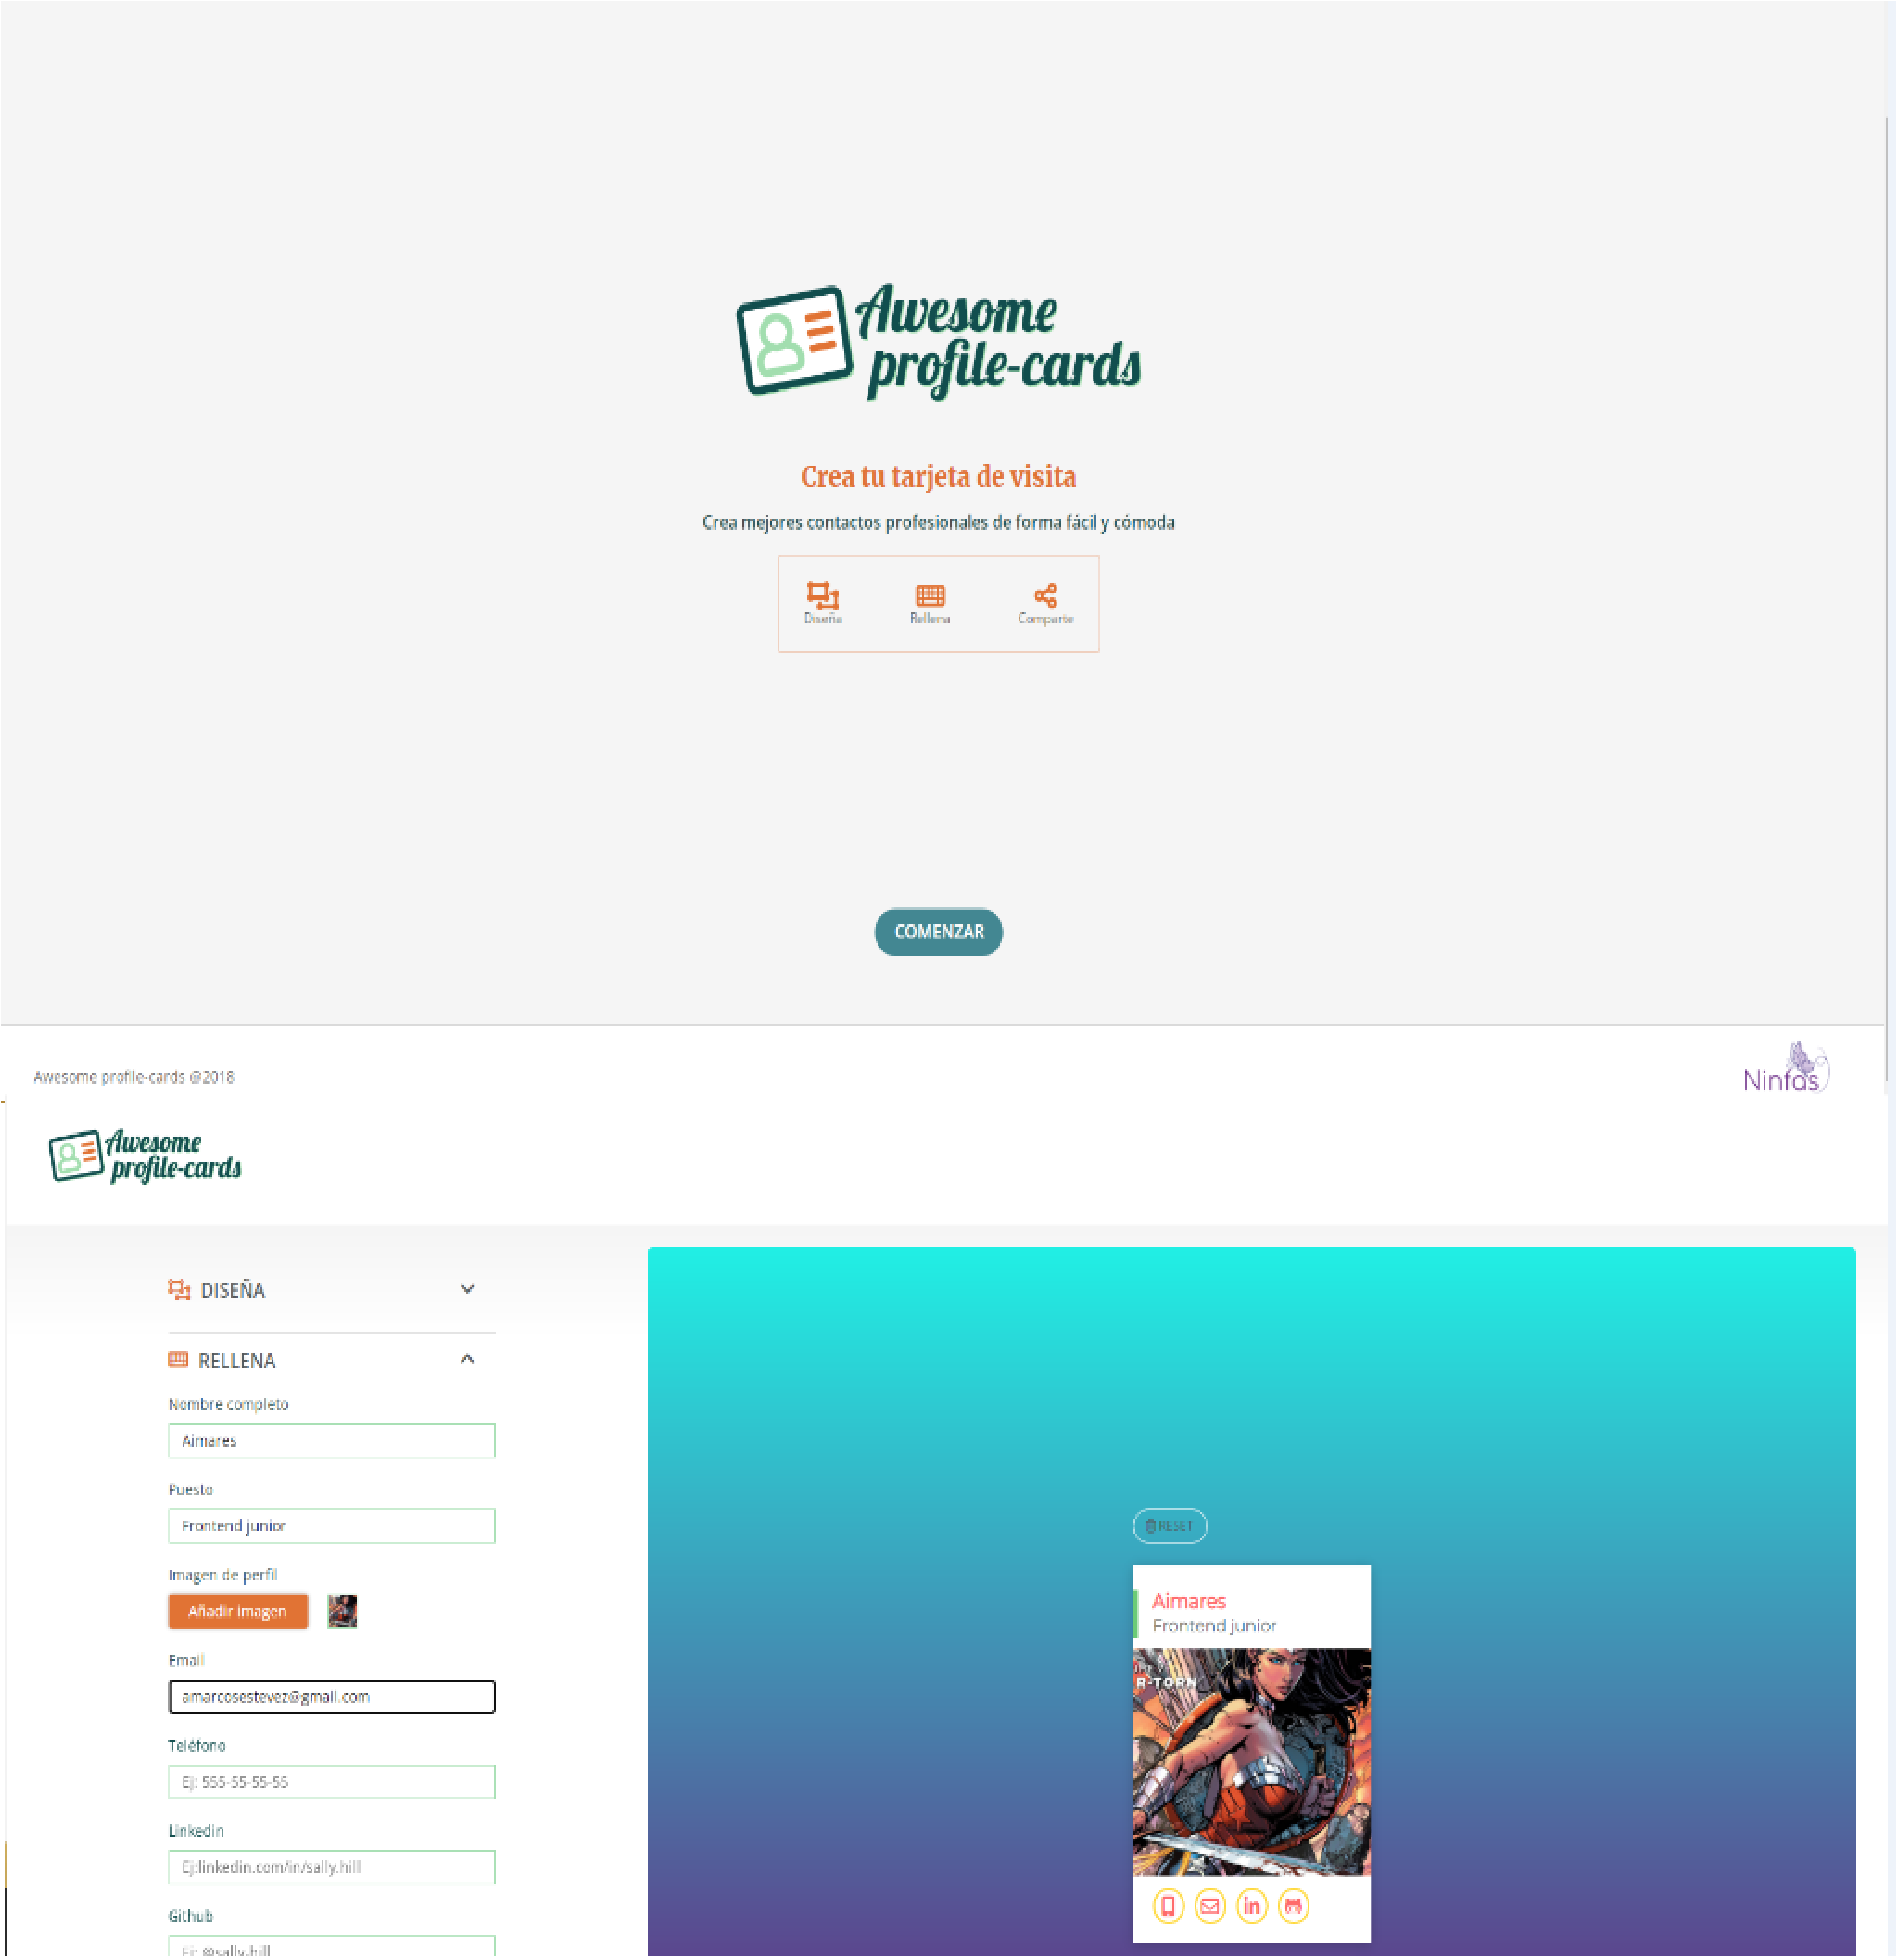 Awesome
profile-cards
Crea tu tarjeta de visita
Crea mejores contactos profesionales de forma fácil y cómoda
Diseña
Rellena
Comparte
COMENZAR
Awesome profile-cards @2018
Ninfas
Awesome
profile-cards
DISEÑA
RELLENA
Nombre completo
Aimares
Puesto
Frontend junior
Imagen de perfil
Añadir imagen
Email
amarcosestevez@gmail.com
Teléfono
Ej: 555-55-55-55
Linkedin
Ej:linkedin.com/in/sally.hill
Github
Ej: @sally-hill
RESET
Aimares
Frontend junior
R-TORN
in